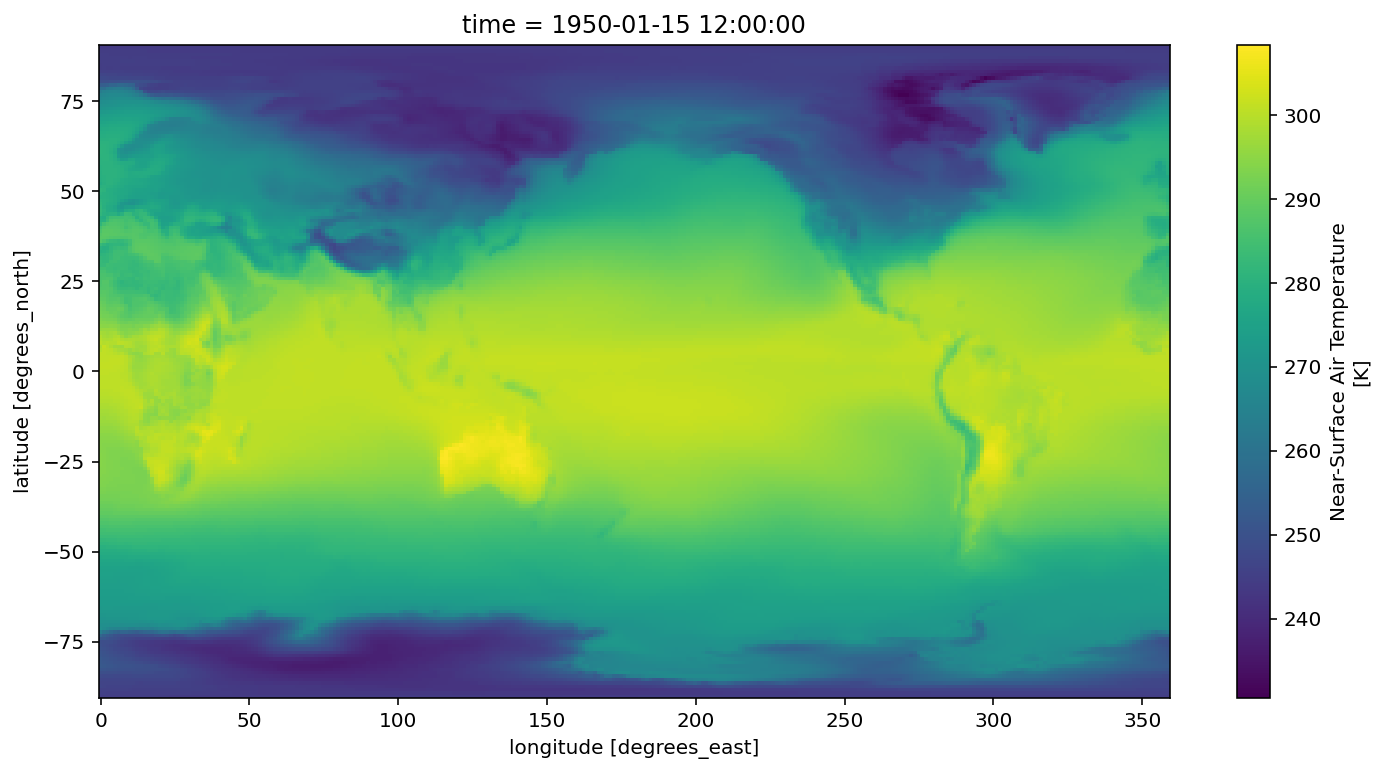 time = 1950-01-15 12:00:00
75
50
25
0
−25
−50
−75
latitude [degrees_north]
0 50 100 150 200 250 300 350
longitude [degrees_east]
300
290
280
270
260
250
240
Near-Surface Air Temperature
[K]